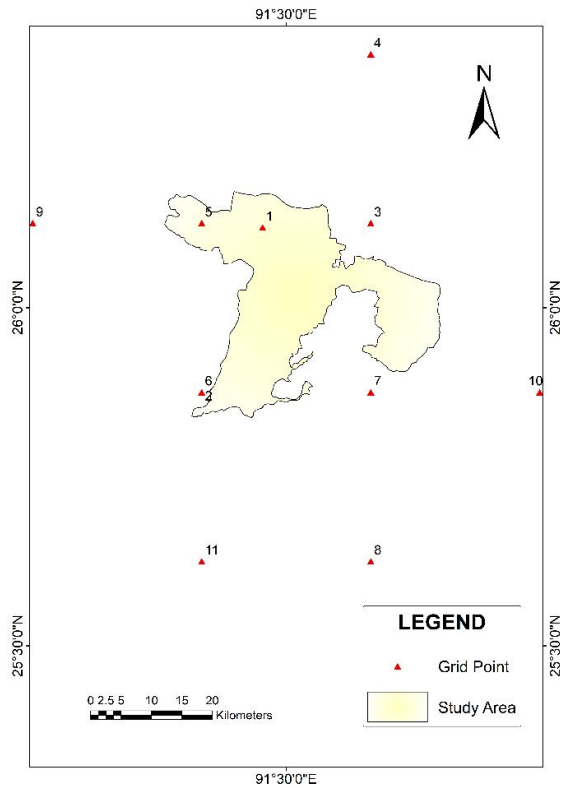 91°30'0"E
4
N
9
5
1
3
26°0'0"N
26°0'0"N
6
2
7
10
11
8
25°30'0"N
25°30'0"N
LEGEND
Grid Point
Study Area
0 2.5 5 10 15 20
Kilometers
91°30'0"E